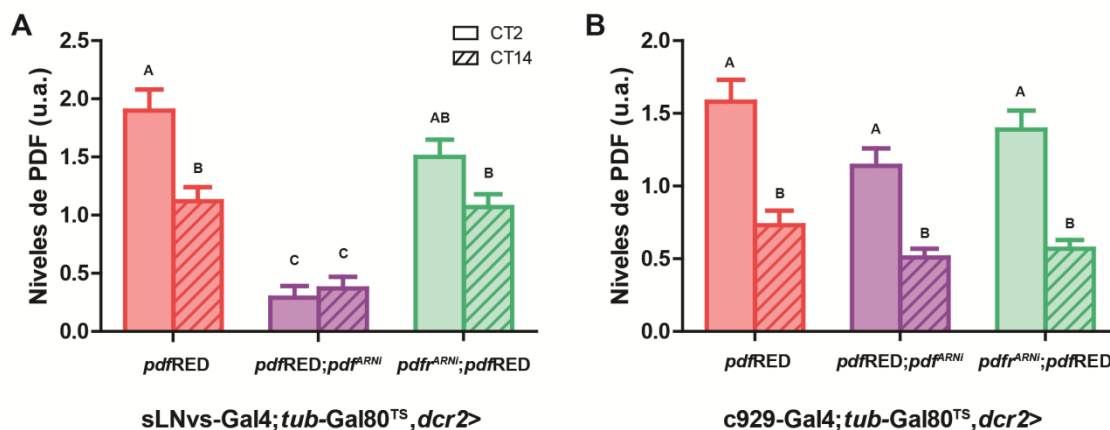 A
Niveles de PDF (u.a.)
2.5
2.0
1.5
1.0
0.5
0.0
CT2
CT14
A
B
C
C
AB
B
pdfRED
pdfRED;pdfᴬᴿᴺⁱ
pdfrᴬᴿᴺⁱ;pdfRED
sLNvs-Gal4;tub-Gal80ᵀˢ,dcr2>
B
Niveles de PDF (u.a.)
2.0
1.5
1.0
0.5
0.0
A
B
A
B
A
B
pdfRED
pdfRED;pdfᴬᴿᴺⁱ
pdfrᴬᴿᴺⁱ;pdfRED
c929-Gal4;tub-Gal80ᵀˢ,dcr2>